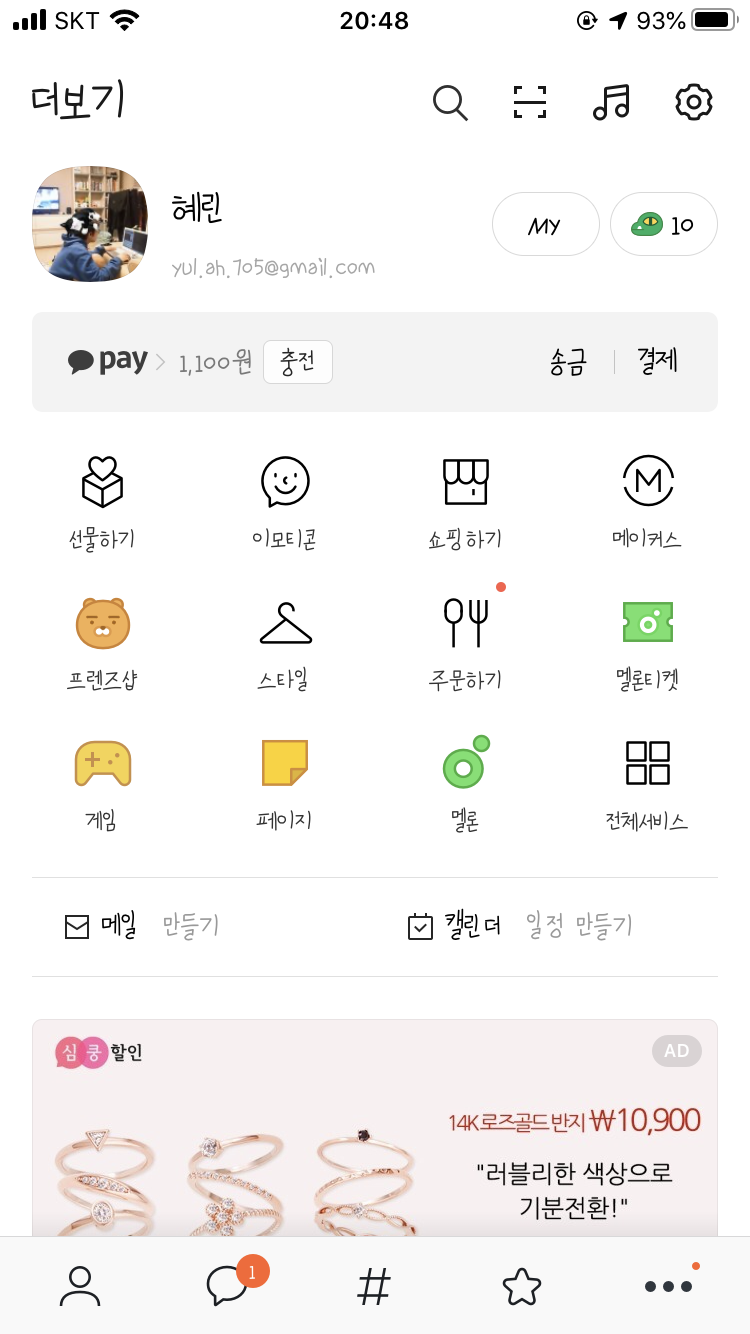 SKT 20:48 93%
더보기
혜린
My 10
yul.ah.705@gmail.com
pay 1,100원 충전 송금 결제
선물하기 이모티콘 쇼핑하기 메이커스
프렌즈샵 스타일 주문하기 멜론티켓
게임 페이지 멜론 전체서비스
메일 만들기 캘린더 일정 만들기
심쿵할인 AD
14K로즈골드 반지 ₩10,900
"러블리한 색상으로
기분전환!"
1